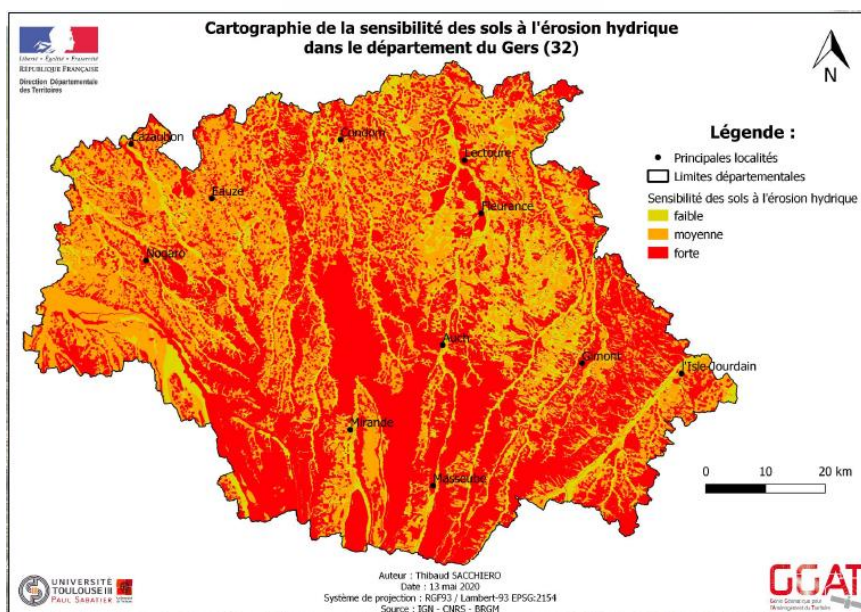 Cartographie de la sensibilité des sols à l'érosion hydrique
dans le département du Gers (32)
Liberté • Égalité • Fraternité
RÉPUBLIQUE FRANÇAISE
Direction Départementale
des Territoires
N
Légende :
Principales localités
Limites départementales
Sensibilité des sols à l'érosion hydrique
faible
moyenne
forte
Cazaubon
Condom
Lectoure
Eauze
Fleurance
Nogaro
Auch
Gimont
l'Isle-Jourdain
Mirande
Masseube
0 10 20 km
UNIVERSITÉ
TOULOUSE III
PAUL SABATIER
Auteur : Thibaud SACCHIERO
Date : 13 mai 2020
Système de projection : RGF93 / Lambert-93 EPSG:2154
Source : IGN - CNRS - BRGM
GGAT